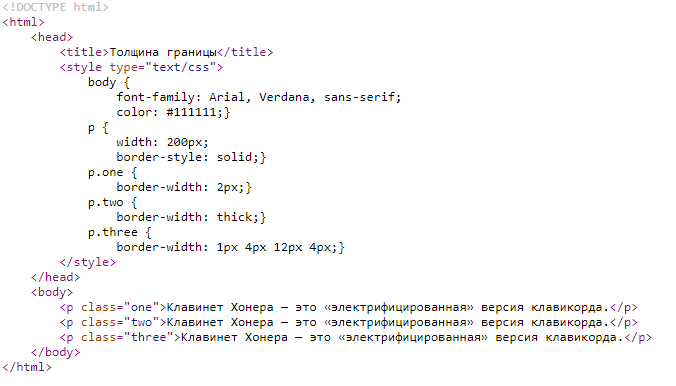 <!DOCTYPE html>
<html>
    <head>
        <title>Толщина границы</title>
        <style type="text/css">
            body {
                font-family: Arial, Verdana, sans-serif;
                color: #111111;}
            p {
                width: 200px;
                border-style: solid;}
            p.one {
                border-width: 2px;}
            p.two {
                border-width: thick;}
            p.three {
                border-width: 1px 4px 12px 4px;}
        </style>
    </head>
    <body>
        <p class="one">Клавинет Хонера — это «электрифицированная» версия клавикорда.</p>
        <p class="two">Клавинет Хонера — это «электрифицированная» версия клавикорда.</p>
        <p class="three">Клавинет Хонера — это «электрифицированная» версия клавикорда.</p>
    </body>
</html>